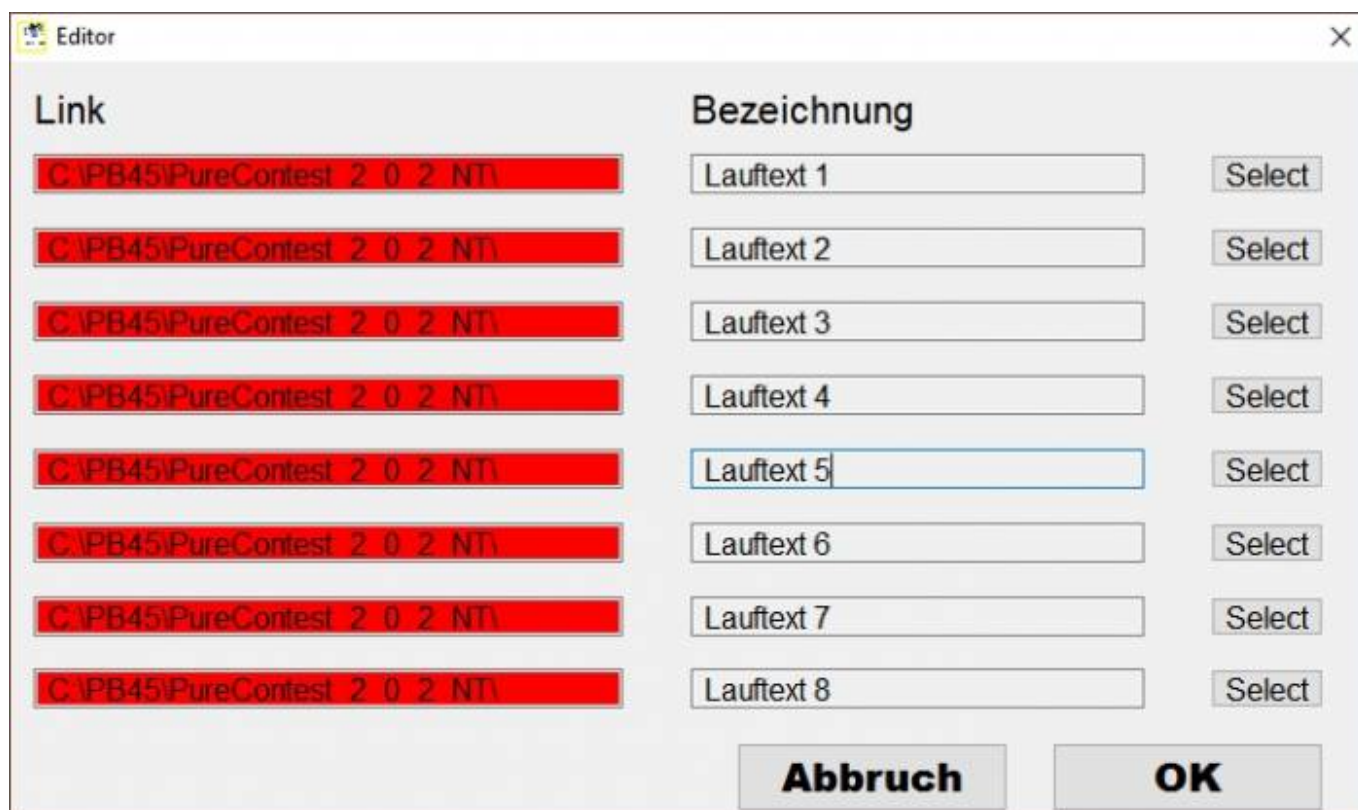 Editor
Link Bezeichnung
C:\PB45\PureContest 2 0 2 NT\ Lauftext 1 Select
C:\PB45\PureContest 2 0 2 NT\ Lauftext 2 Select
C:\PB45\PureContest 2 0 2 NT\ Lauftext 3 Select
C:\PB45\PureContest 2 0 2 NT\ Lauftext 4 Select
C:\PB45\PureContest 2 0 2 NT\ Lauftext 5 Select
C:\PB45\PureContest 2 0 2 NT\ Lauftext 6 Select
C:\PB45\PureContest 2 0 2 NT\ Lauftext 7 Select
C:\PB45\PureContest 2 0 2 NT\ Lauftext 8 Select
Abbruch OK